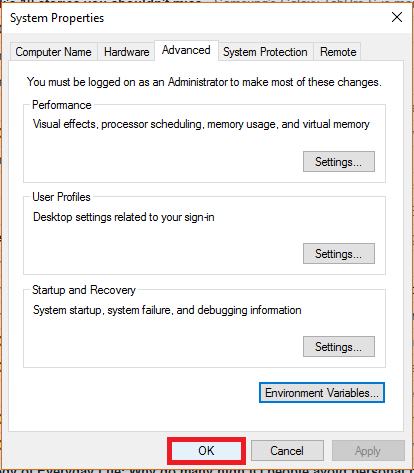 System Properties
Computer Name Hardware Advanced System Protection Remote
You must be logged on as an Administrator to make most of these changes.
Performance
Visual effects, processor scheduling, memory usage, and virtual memory
Settings...
User Profiles
Desktop settings related to your sign-in
Settings...
Startup and Recovery
System startup, system failure, and debugging information
Settings...
Environment Variables...
OK Cancel Apply